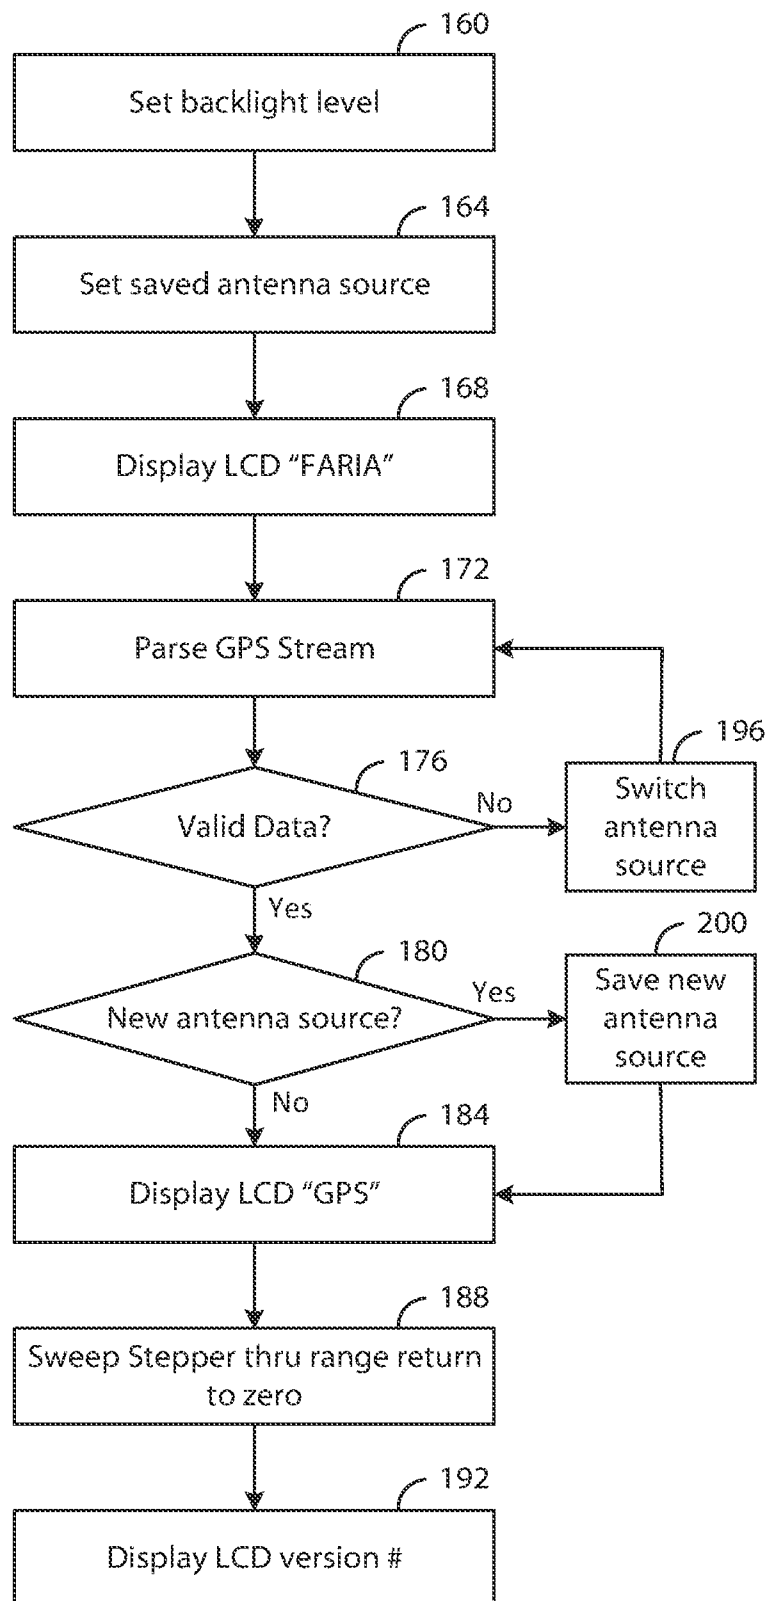 160
Set backlight level
164
Set saved antenna source
168
Display LCD “FARIA”
172
Parse GPS Stream
196
176
Switch
antenna
source
No
Valid Data?
Yes
200
180
Save new
antenna
source
Yes
New antenna source?
No
184
Display LCD “GPS”
188
Sweep Stepper thru range return
to zero
192
Display LCD version #